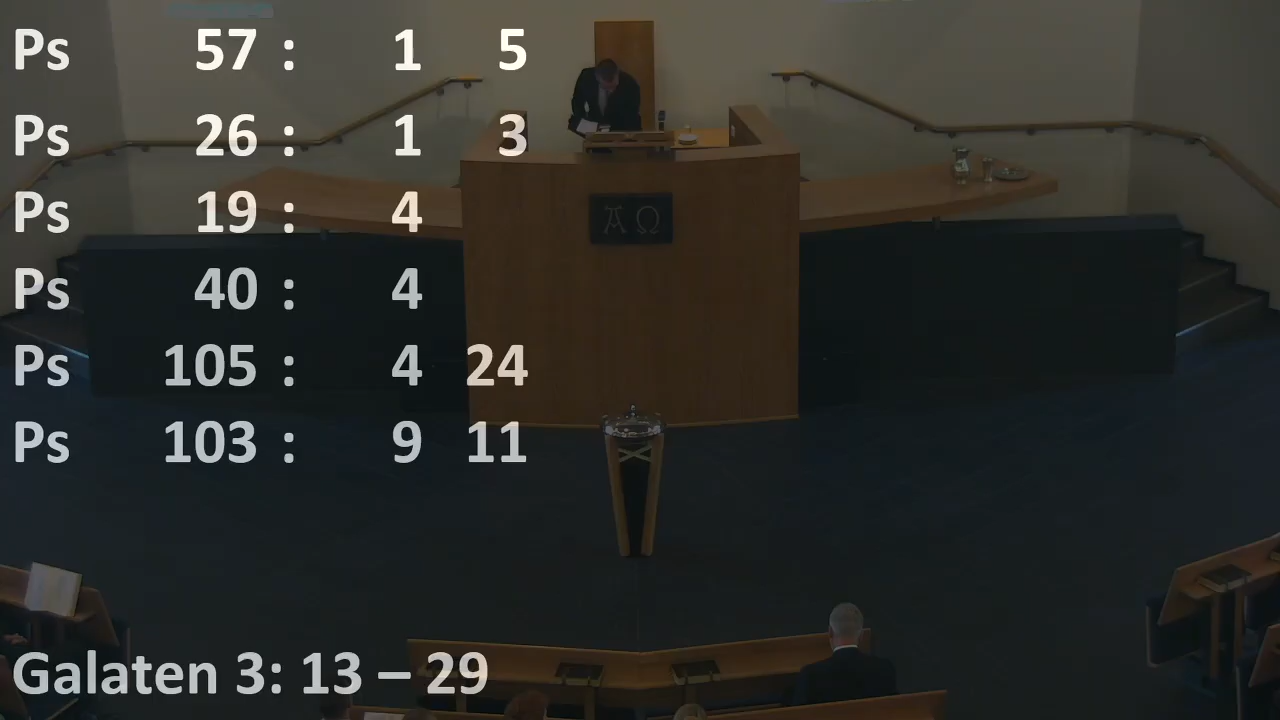 Ps 57 : 1 5
Ps 26 : 1 3
Ps 19 : 4
Ps 40 : 4
Ps 105 : 4 24
Ps 103 : 9 11
Α Ω
Galaten 3: 13 – 29